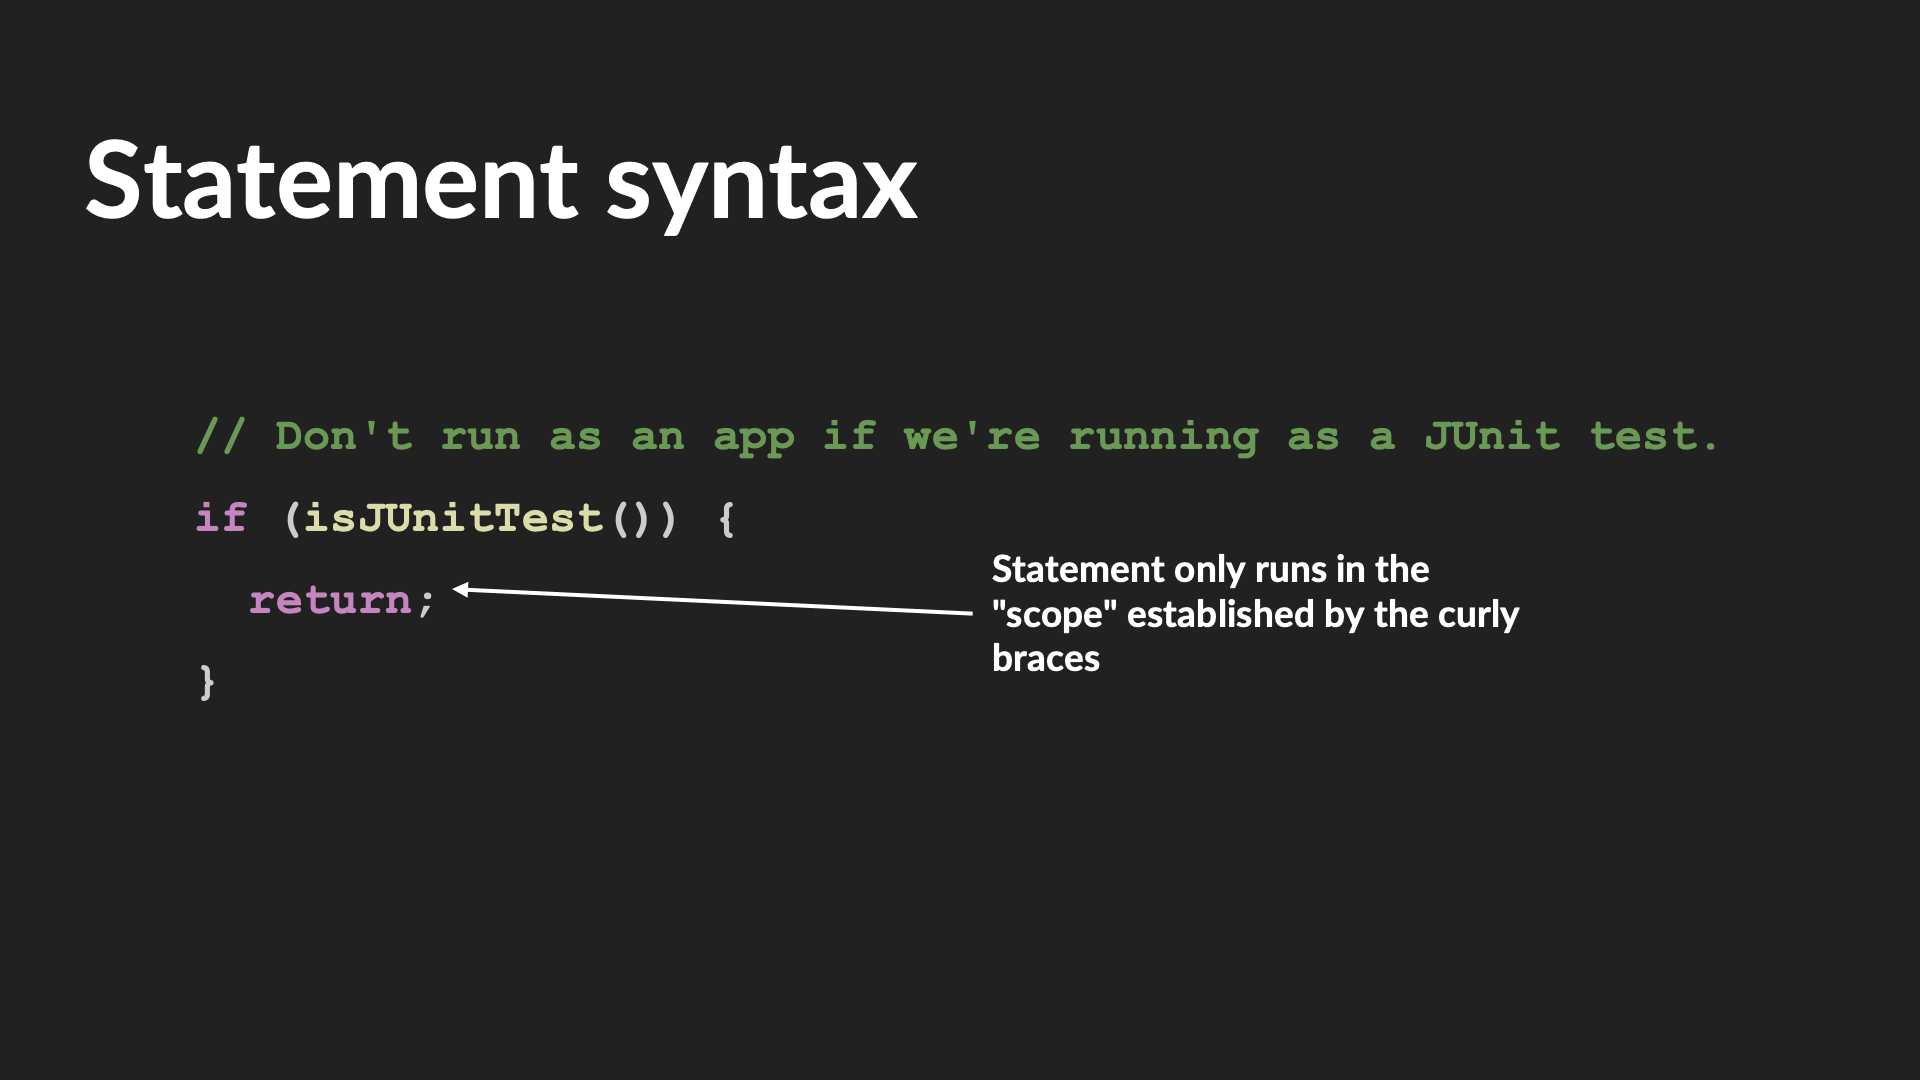 Statement syntax
// Don't run as an app if we're running as a JUnit test.
if (isJUnitTest()) {
return;
}
Statement only runs in the
"scope" established by the curly
braces